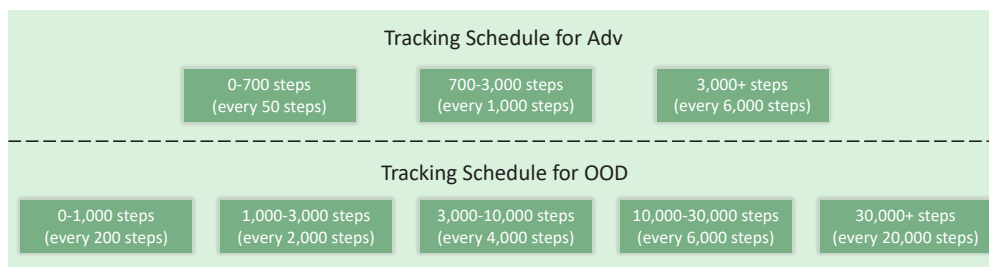 Tracking Schedule for Adv
0-700 steps
(every 50 steps)
700-3,000 steps
(every 1,000 steps)
3,000+ steps
(every 6,000 steps)
Tracking Schedule for OOD
0-1,000 steps
(every 200 steps)
1,000-3,000 steps
(every 2,000 steps)
3,000-10,000 steps
(every 4,000 steps)
10,000-30,000 steps
(every 6,000 steps)
30,000+ steps
(every 20,000 steps)